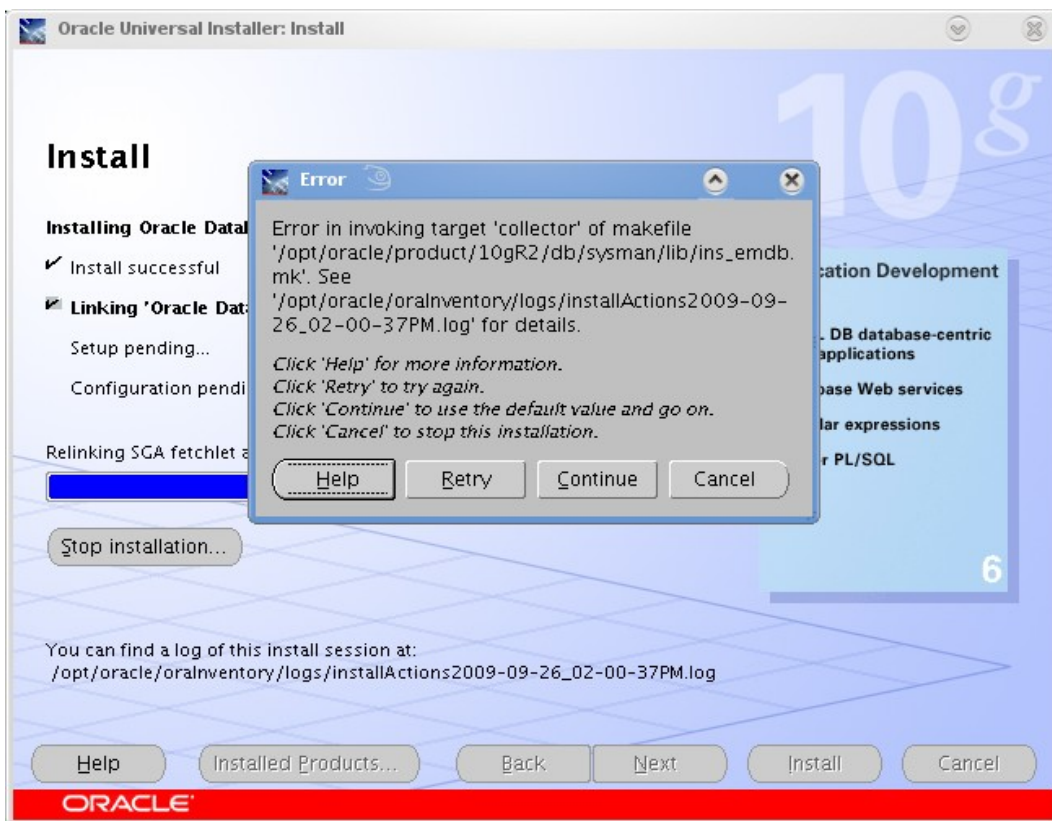 Oracle Universal Installer: Install
10g
Install
Error
Installing Oracle Datal
Install successful
Linking 'Oracle Dat
Setup pending...
Configuration pendi
Relinking SGA fetchlet a
Error in invoking target 'collector' of makefile
'/opt/oracle/product/10gR2/db/sysman/lib/ins_emdb.
mk'. See
'/opt/oracle/oraInventory/logs/installActions2009-09-
26_02-00-37PM.log' for details.
Click 'Help' for more information.
Click 'Retry' to try again.
Click 'Continue' to use the default value and go on.
Click 'Cancel' to stop this installation.
Help Retry Continue Cancel
cation Development
DB database-centric
applications
base Web services
lar expressions
r PL/SQL
6
Stop installation...
You can find a log of this install session at:
/opt/oracle/oraInventory/logs/installActions2009-09-26_02-00-37PM.log
Help Installed Products... Back Next Install Cancel
ORACLE